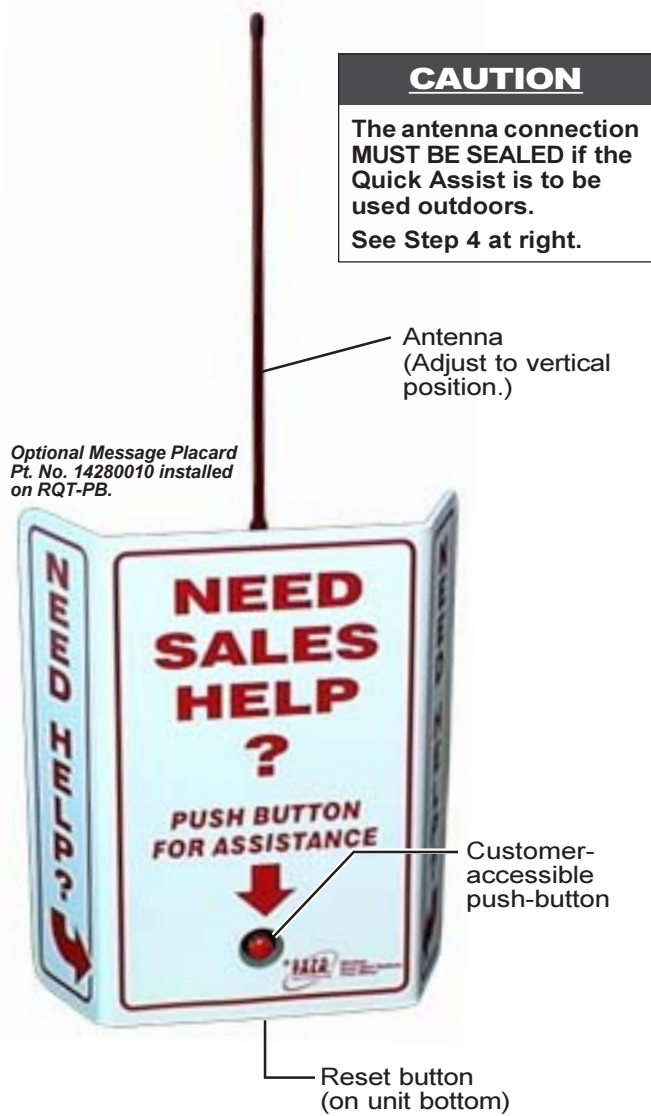 CAUTION
The antenna connection
MUST BE SEALED if the
Quick Assist is to be
used outdoors.
See Step 4 at right.
Antenna
(Adjust to vertical
position.)
Optional Message Placard
Pt. No. 14280010 installed
on RQT-PB.
NEED HELP?
NEED
SALES
HELP
?
PUSH BUTTON
FOR ASSISTANCE
Customer-
accessible
push-button
Reset button
(on unit bottom)